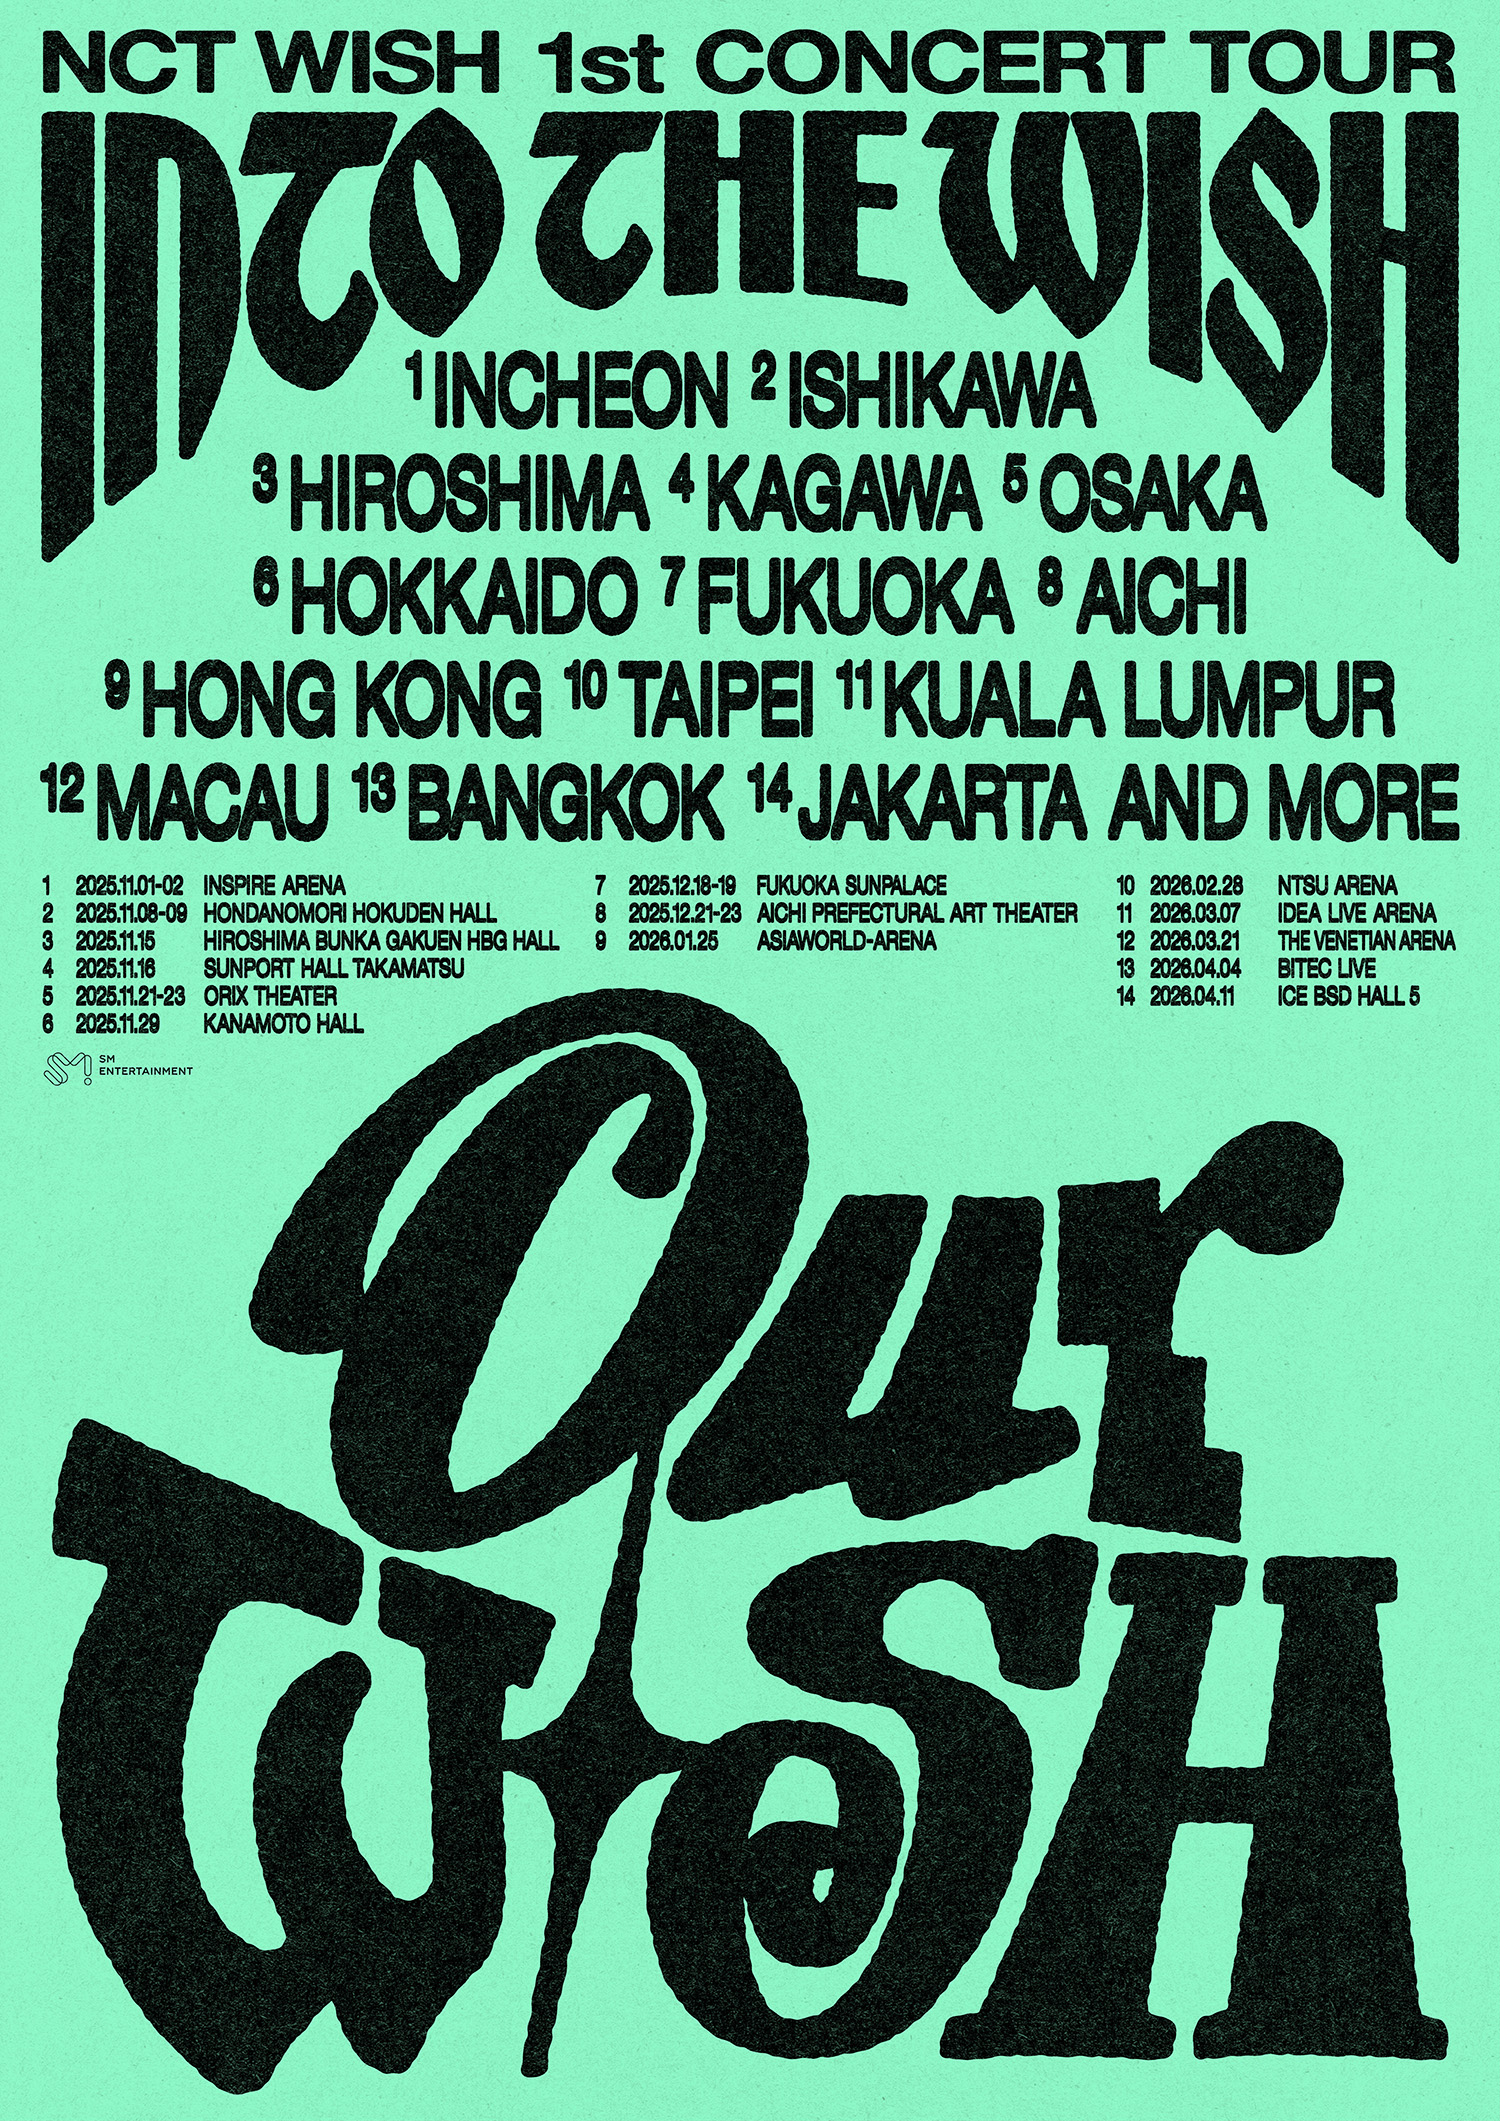 NCT WISH 1st CONCERT TOUR
INTO THE WISH
1 INCHEON 2 ISHIKAWA
3 HIROSHIMA 4 KAGAWA 5 OSAKA
6 HOKKAIDO 7 FUKUOKA 8 AICHI
9 HONG KONG 10 TAIPEI 11 KUALA LUMPUR
12 MACAU 13 BANGKOK 14 JAKARTA AND MORE
1 2025.11.01-02 INSPIRE ARENA
2 2025.11.08-09 HONDANOMORI HOKUDEN HALL
3 2025.11.15 HIROSHIMA BUNKA GAKUEN HBG HALL
4 2025.11.16 SUNPORT HALL TAKAMATSU
5 2025.11.21-23 ORIX THEATER
6 2025.11.29 KANAMOTO HALL
7 2025.12.18-19 FUKUOKA SUNPALACE
8 2025.12.21-23 AICHI PREFECTURAL ART THEATER
9 2026.01.25 ASIAWORLD-ARENA
10 2026.02.28 NTSU ARENA
11 2026.03.07 IDEA LIVE ARENA
12 2026.03.21 THE VENETIAN ARENA
13 2026.04.04 BITEC LIVE
14 2026.04.11 ICE BSD HALL 5
SM
ENTERTAINMENT
Our
WISH